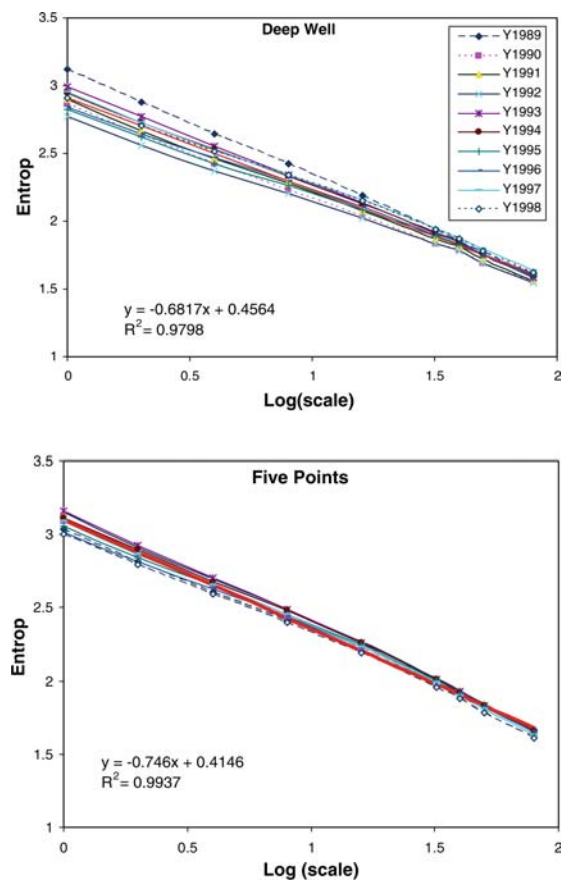 Deep Well
3.5
3
2.5
2
1.5
1
Entrop
Y1989
Y1990
Y1991
Y1992
Y1993
Y1994
Y1995
Y1996
Y1997
Y1998
y = -0.6817x + 0.4564
R² = 0.9798
0 0.5 1 1.5 2
Log(scale)
Five Points
3.5
3
2.5
2
1.5
1
Entrop
y = -0.746x + 0.4146
R² = 0.9937
0 0.5 1 1.5 2
Log (scale)